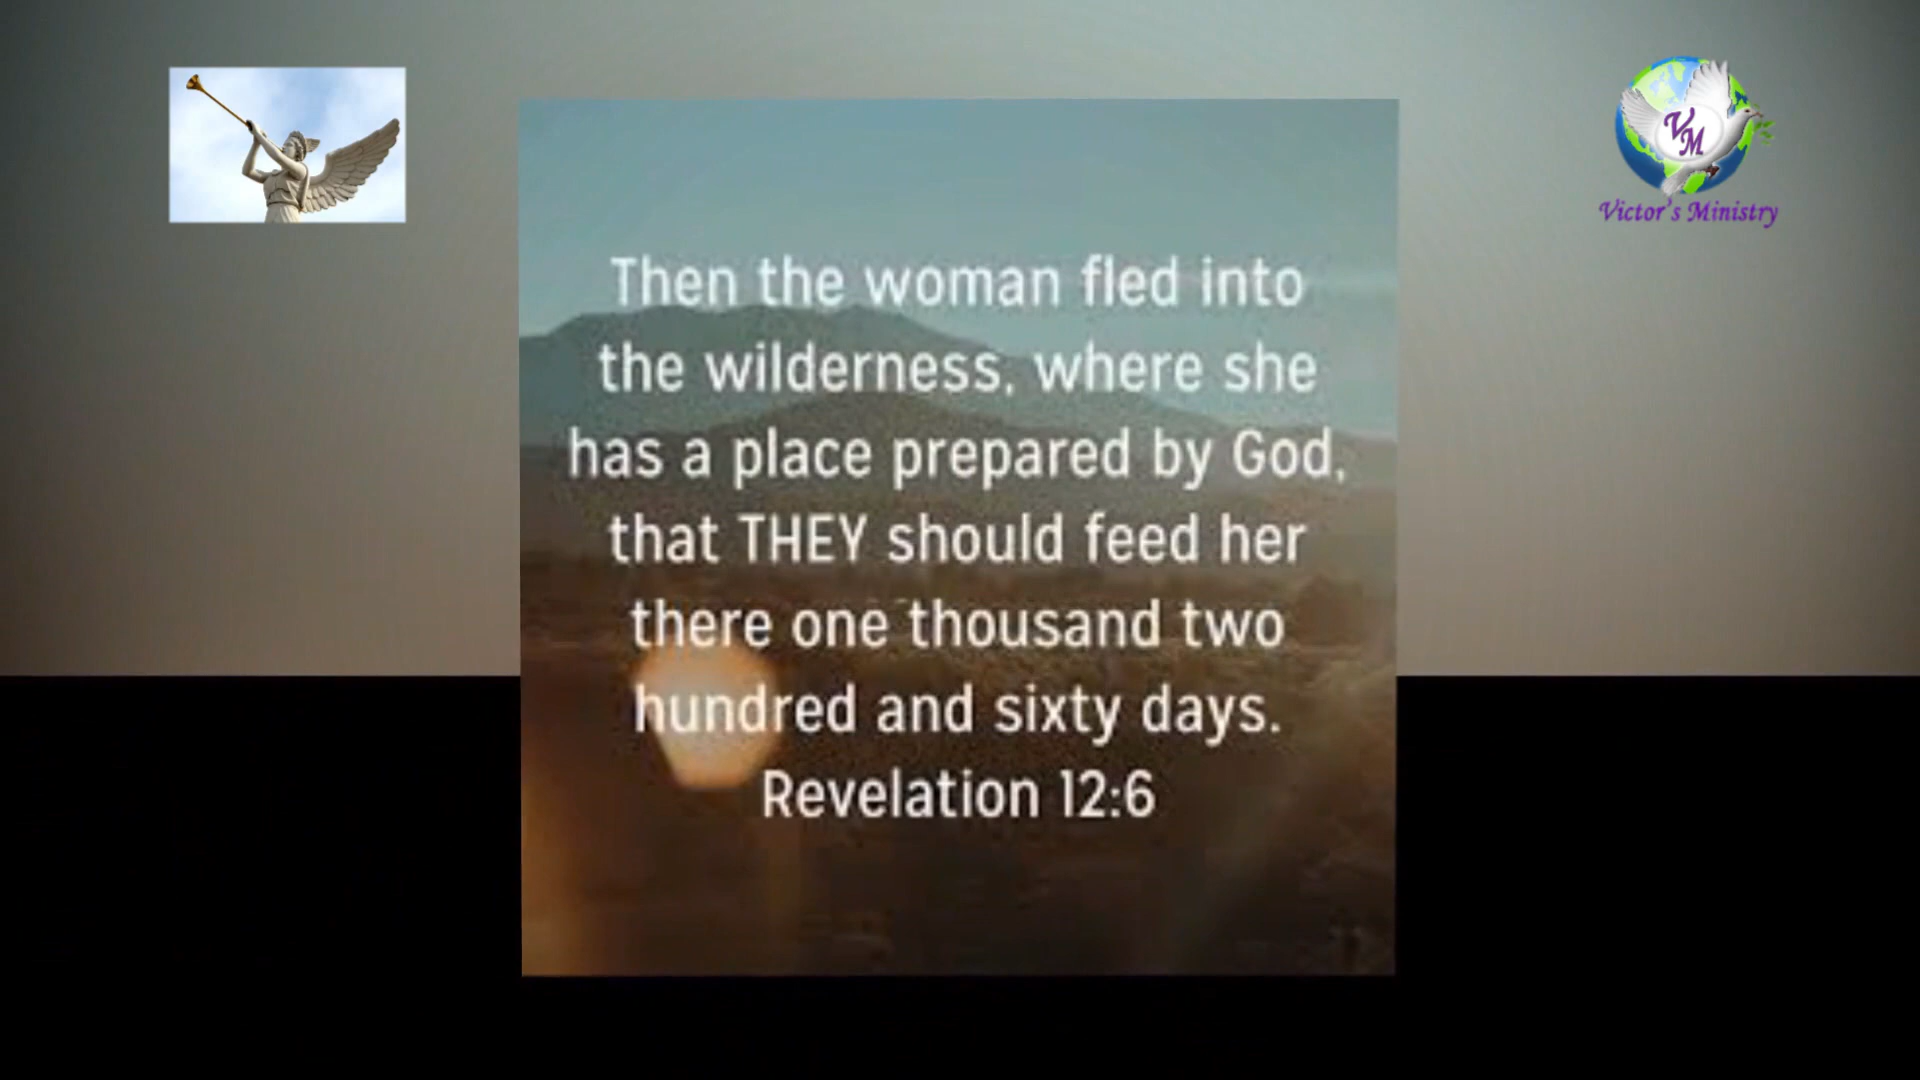 VM
Victor's Ministry
Then the woman fled into
the wilderness, where she
has a place prepared by God,
that THEY should feed her
there one thousand two
hundred and sixty days.
Revelation 12:6